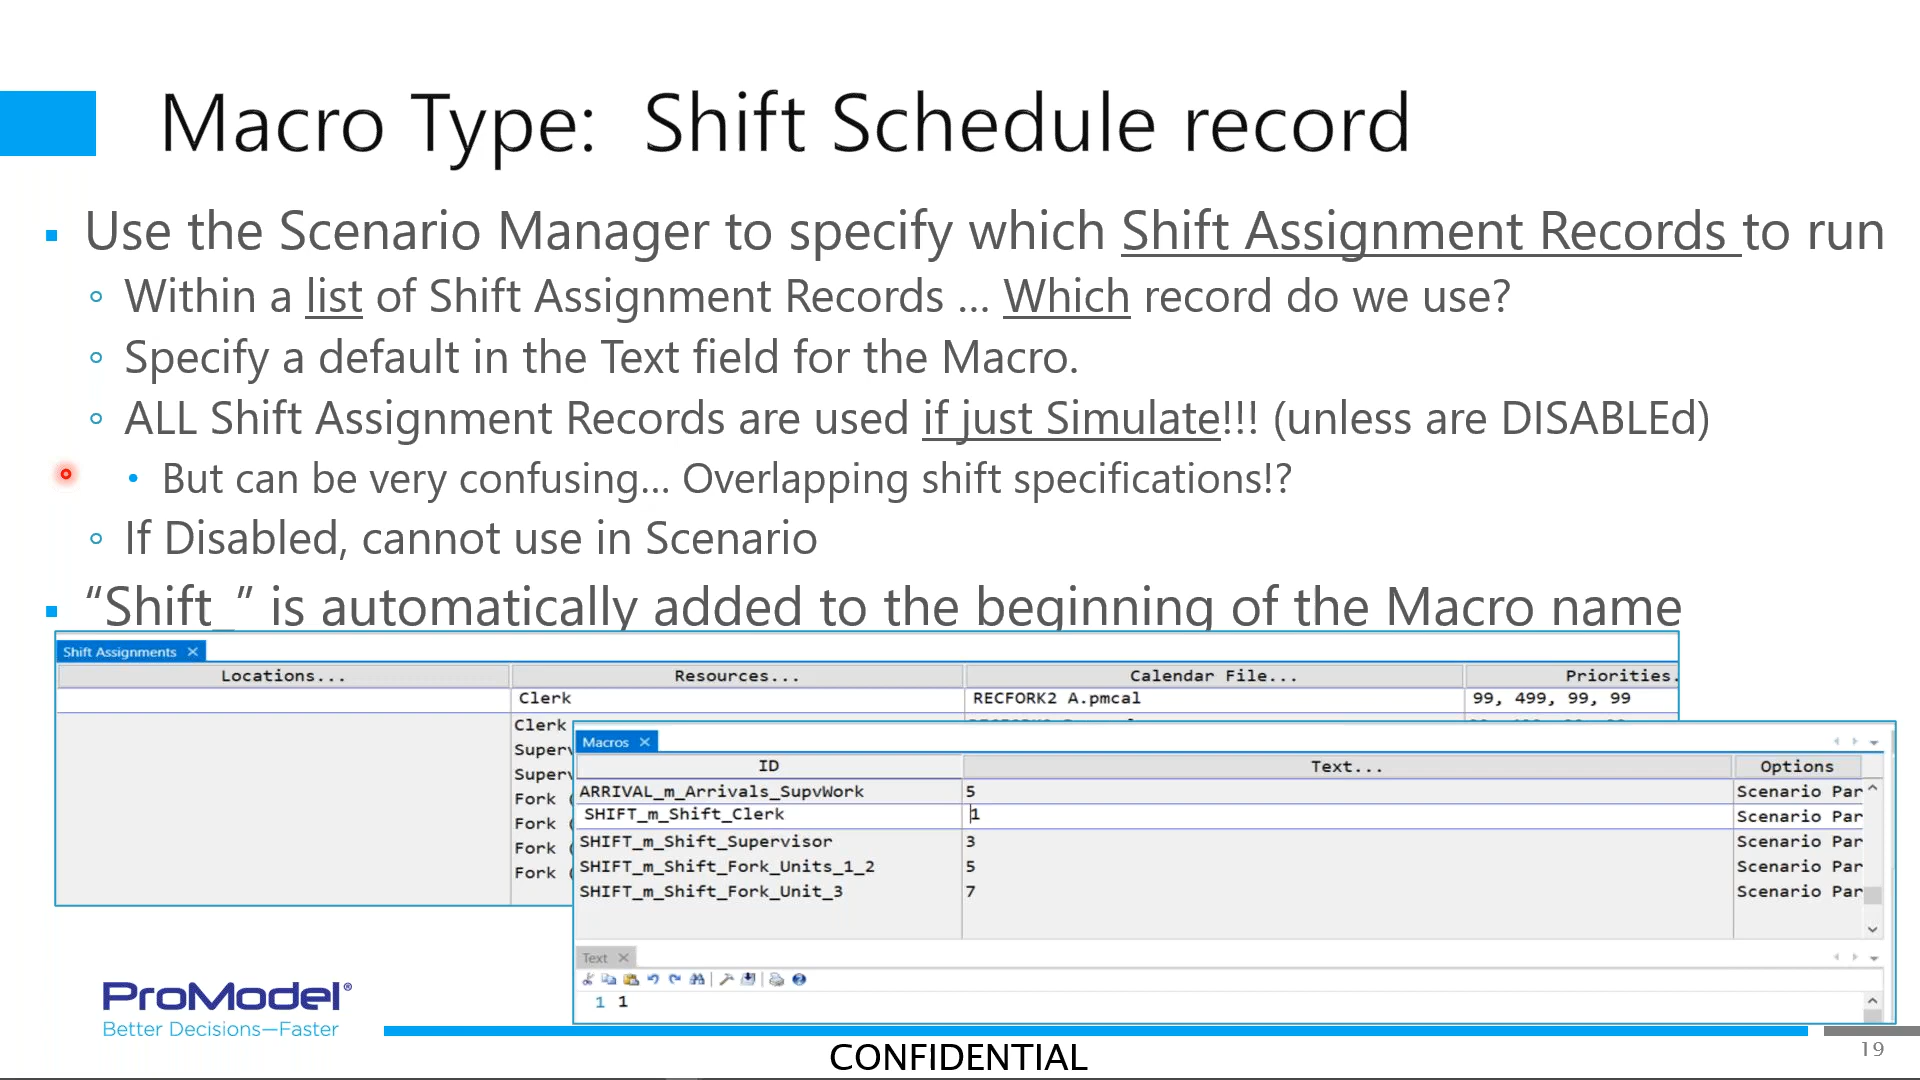 Macro Type:  Shift Schedule record
Use the Scenario Manager to specify which Shift Assignment Records to run
Within a list of Shift Assignment Records ... Which record do we use?
Specify a default in the Text field for the Macro.
ALL Shift Assignment Records are used if just Simulate!!! (unless are DISABLEd)
But can be very confusing... Overlapping shift specifications!?
If Disabled, cannot use in Scenario
“Shift_” is automatically added to the beginning of the Macro name
Shift Assignments
Locations... Resources... Calendar File... Priorities.
Clerk RECFORK2 A.pmcal 99, 499, 99, 99
Clerk
Superv
Superv
Fork (
Fork (
Fork (
Fork (
Macros
ID Text... Options
ARRIVAL_m_Arrivals_SupvWork 5 Scenario Par
SHIFT_m_Shift_Clerk 1 Scenario Par
SHIFT_m_Shift_Supervisor 3 Scenario Par
SHIFT_m_Shift_Fork_Units_1_2 5 Scenario Par
SHIFT_m_Shift_Fork_Unit_3 7 Scenario Par
Text
1 1
ProModel®
Better Decisions—Faster
CONFIDENTIAL
19